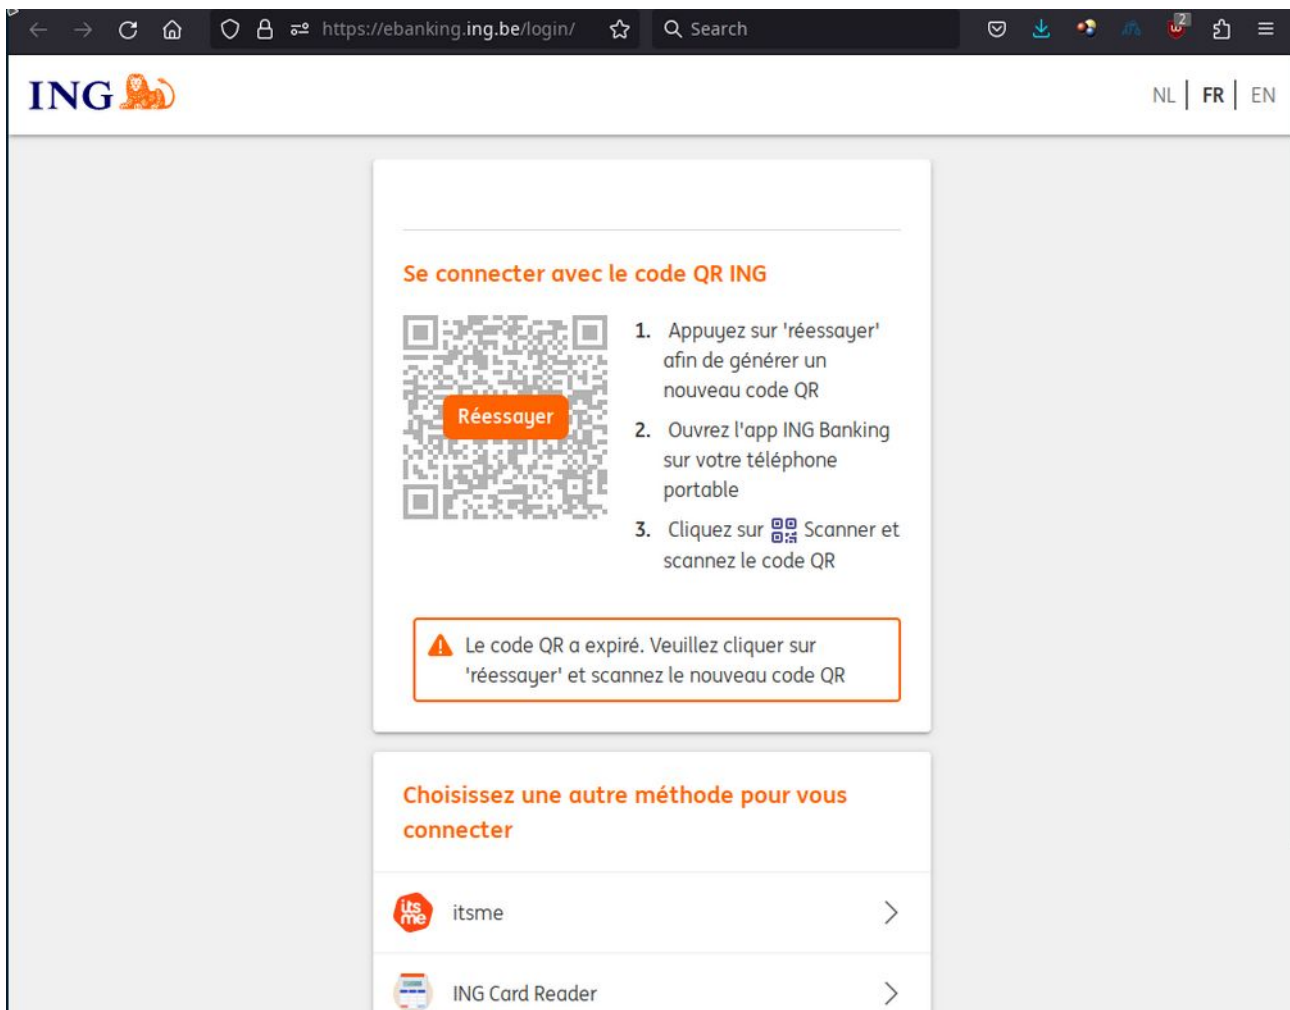 https://ebanking.ing.be/login/
Search
2
ING
NL | FR | EN
Se connecter avec le code QR ING
Réessayer
1. Appuyez sur 'réessayer'
afin de générer un
nouveau code QR
2. Ouvrez l'app ING Banking
sur votre téléphone
portable
3. Cliquez sur Scanner et
scannez le code QR
Le code QR a expiré. Veuillez cliquer sur
'réessayer' et scannez le nouveau code QR
Choisissez une autre méthode pour vous
connecter
its
me
itsme
ING Card Reader